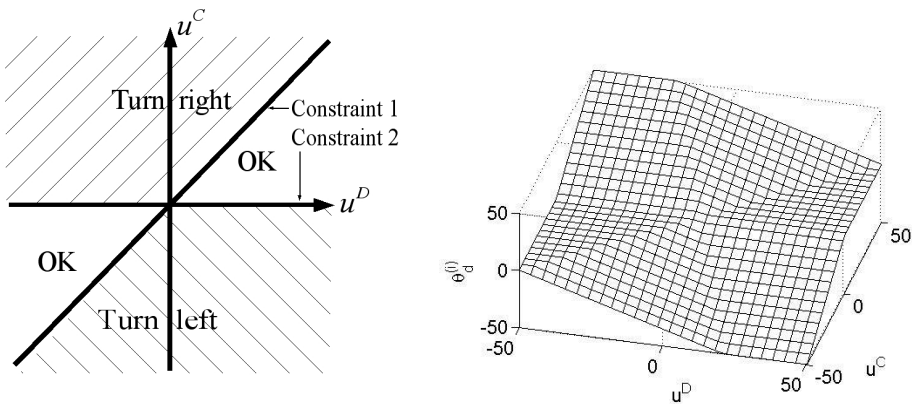 u^C
Turn right
Constraint 1
Constraint 2
OK
u^D
OK
Turn left
50
0
-50
θ_d^(i)
-50
0
50
u^D
-50
0
50
u^C